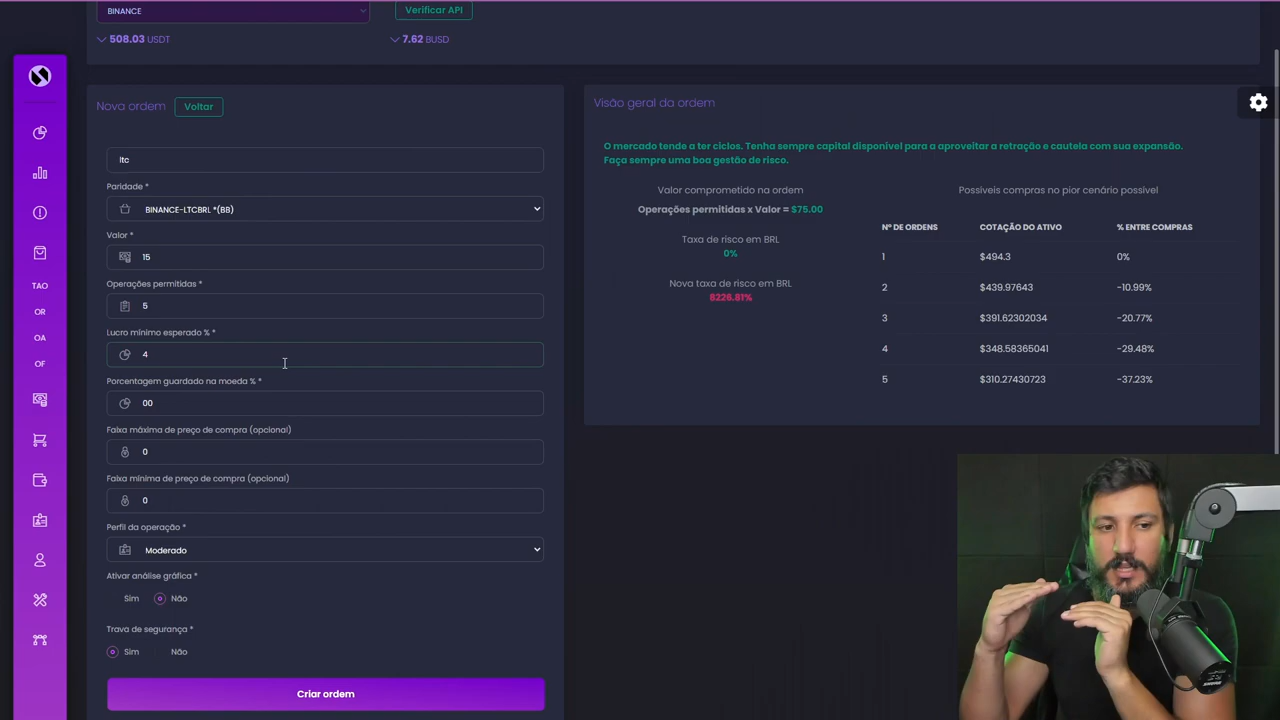 BINANCE
Verificar API
508.03 USDT
7.62 BUSD
Nova ordem
Voltar
ltc
Paridade *
BINANCE-LTCBRL *(BB)
Valor *
15
Operações permitidas *
5
Lucro mínimo esperado % *
4
Porcentagem guardado na moeda % *
00
Faixa máxima de preço de compra (opcional)
0
Faixa mínima de preço de compra (opcional)
0
Perfil da operação *
Moderado
Ativar análise gráfica *
Sim Não
Trava de segurança *
Sim Não
Criar ordem
TAO
OR
OA
OF
Visão geral da ordem
O mercado tende a ter ciclos. Tenha sempre capital disponível para a aproveitar a retração e cautela com sua expansão.
Faça sempre uma boa gestão de risco.
Valor comprometido na ordem
Operações permitidas x Valor = $75.00
Taxa de risco em BRL
0%
Nova taxa de risco em BRL
8226.81%
Possíveis compras no pior cenário possível
Nº DE ORDENS COTAÇÃO DO ATIVO % ENTRE COMPRAS
1 $494.3 0%
2 $439.97643 -10.99%
3 $391.62302034 -20.77%
4 $348.58365041 -29.48%
5 $310.27430723 -37.23%